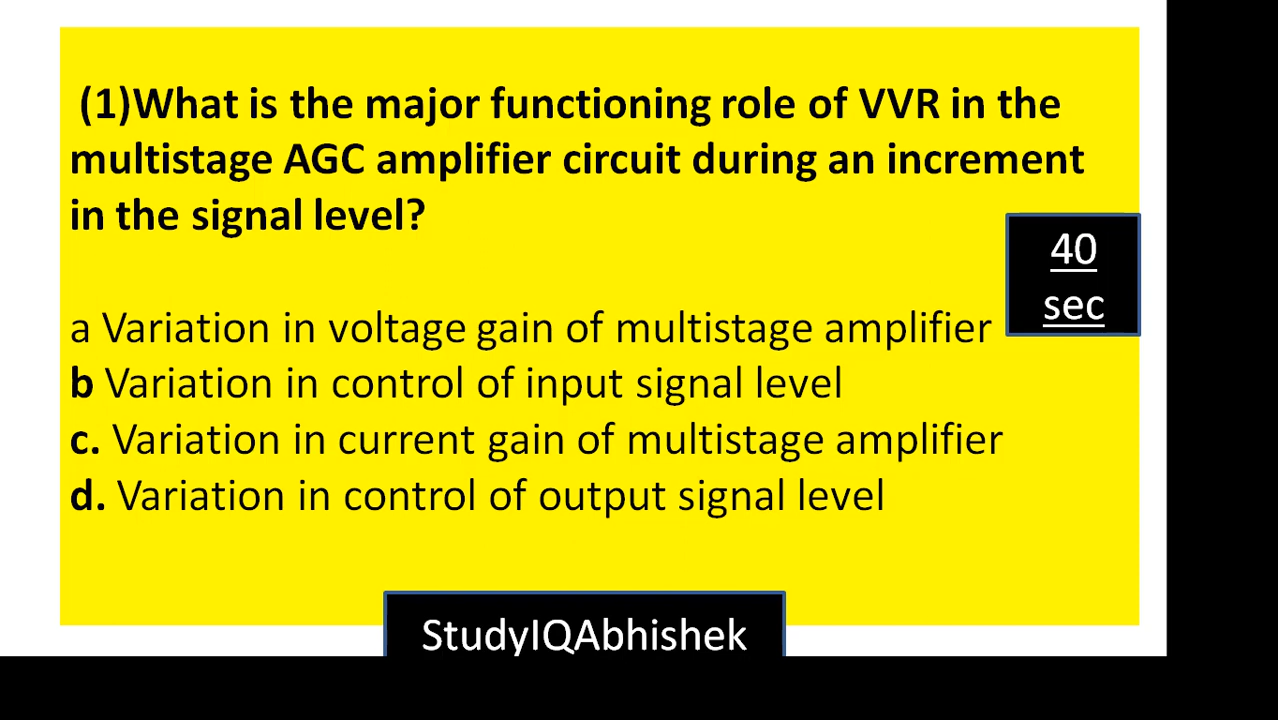 (1)What is the major functioning role of VVR in the
multistage AGC amplifier circuit during an increment
in the signal level?
40
sec
a Variation in voltage gain of multistage amplifier
b Variation in control of input signal level
c. Variation in current gain of multistage amplifier
d. Variation in control of output signal level
StudyIQAbhishek